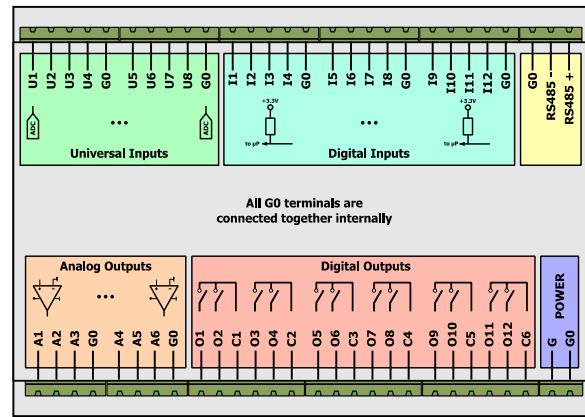 U1 U2 U3 U4 G0 U5 U6 U7 U8 G0
ADC ... ADC
Universal Inputs
I1 I2 I3 I4 G0 I5 I6 I7 I8 G0 I9 I10 I11 I12 G0
+3,3V ... +3,3V
to µP to µP
Digital Inputs
G0 RS485 - RS485 +
All G0 terminals are
connected together internally
Analog Outputs
...
A1 A2 A3 G0 A4 A5 A6 G0
Digital Outputs
O1 O2 C1 O3 O4 C2 O5 O6 C3 O7 O8 C4 O9 O10 C5 O11 O12 C6
POWER
G G0